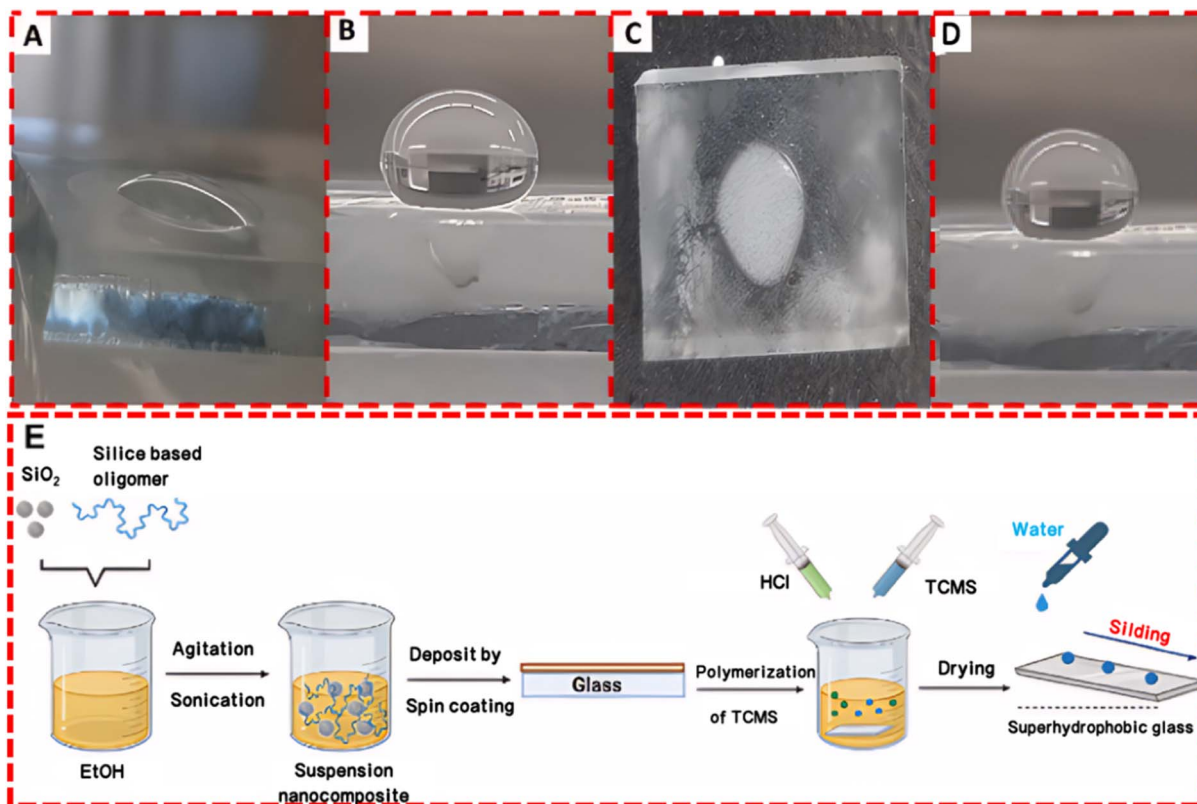 A
B
C
D
E
SiO₂
Silice based
oligomer
EtOH
Agitation
Sonication
Suspension
nanocomposite
Deposit by
Spin coating
Glass
Polymerization
of TCMS
HCl
TCMS
Drying
Water
Silding
Superhydrophobic glass